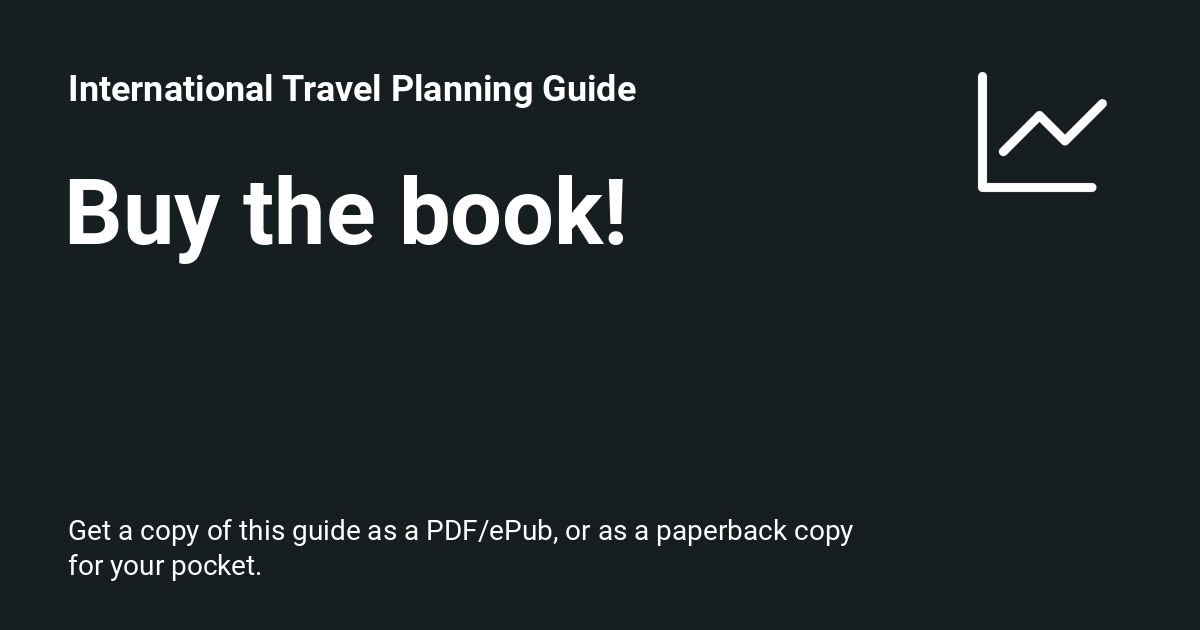 International Travel Planning Guide
Buy the book!
Get a copy of this guide as a PDF/ePub, or as a paperback copy
for your pocket.